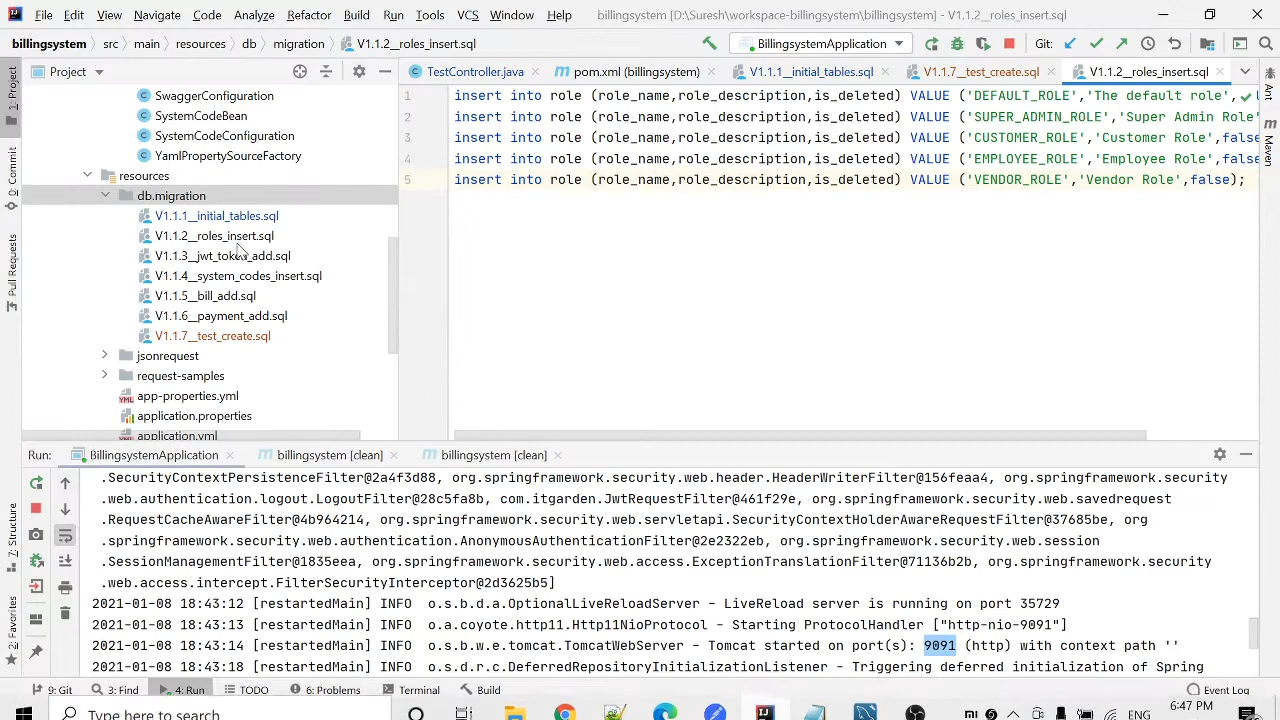 File Edit View Navigate Code Analyze Refactor Build Run Tools VCS Window Help billingsystem [D:\Suresh\workspace-billingsystem\billingsystem] - V1.1.2__roles_insert.sql
billingsystem src main resources db migration V1.1.2__roles_insert.sql BillingsystemApplication Git:
Project TestController.java pom.xml (billingsystem) V1.1.1__initial_tables.sql V1.1.7__test_create.sql V1.1.2__roles_insert.sql
1: Project
0: Commit
Pull Requests
7: Structure
2: Favorites
Ant
Maven
SwaggerConfiguration
SystemCodeBean
SystemCodeConfiguration
YamlPropertySourceFactory
resources
db.migration
V1.1.1__initial_tables.sql
V1.1.2__roles_insert.sql
V1.1.3__jwt_token_add.sql
V1.1.4__system_codes_insert.sql
V1.1.5__bill_add.sql
V1.1.6__payment_add.sql
V1.1.7__test_create.sql
jsonrequest
request-samples
app-properties.yml
application.properties
application.yml
1 insert into role (role_name,role_description,is_deleted) VALUE ('DEFAULT_ROLE','The default role',
2 insert into role (role_name,role_description,is_deleted) VALUE ('SUPER_ADMIN_ROLE','Super Admin Role'
3 insert into role (role_name,role_description,is_deleted) VALUE ('CUSTOMER_ROLE','Customer Role',false
4 insert into role (role_name,role_description,is_deleted) VALUE ('EMPLOYEE_ROLE','Employee Role',false
5 insert into role (role_name,role_description,is_deleted) VALUE ('VENDOR_ROLE','Vendor Role',false);
Run: BillingsystemApplication billingsystem [clean] billingsystem [clean]
.SecurityContextPersistenceFilter@2a4f3d88, org.springframework.security.web.header.HeaderWriterFilter@156feaa4, org.springframework.security
.web.authentication.logout.LogoutFilter@28c5fa8b, com.itgarden.JwtRequestFilter@461f29e, org.springframework.security.web.savedrequest
.RequestCacheAwareFilter@4b964214, org.springframework.security.web.servletapi.SecurityContextHolderAwareRequestFilter@37685be, org
.springframework.security.web.authentication.AnonymousAuthenticationFilter@2e2322eb, org.springframework.security.web.session
.SessionManagementFilter@1835eea, org.springframework.security.web.access.ExceptionTranslationFilter@71136b2b, org.springframework.security
.web.access.intercept.FilterSecurityInterceptor@2d3625b5]
2021-01-08 18:43:12 [restartedMain] INFO o.s.b.d.a.OptionalLiveReloadServer - LiveReload server is running on port 35729
2021-01-08 18:43:13 [restartedMain] INFO o.a.coyote.http11.Http11NioProtocol - Starting ProtocolHandler ["http-nio-9091"]
2021-01-08 18:43:14 [restartedMain] INFO o.s.b.w.e.tomcat.TomcatWebServer - Tomcat started on port(s): 9091 (http) with context path ''
2021-01-08 18:43:18 [restartedMain] INFO o.s.d.r.c.DeferredRepositoryInitializationListener - Triggering deferred initialization of Spring
9: Git 3: Find 4: Run TODO 6: Problems Terminal Build Event Log
Type here to search
ENG 6:47 PM